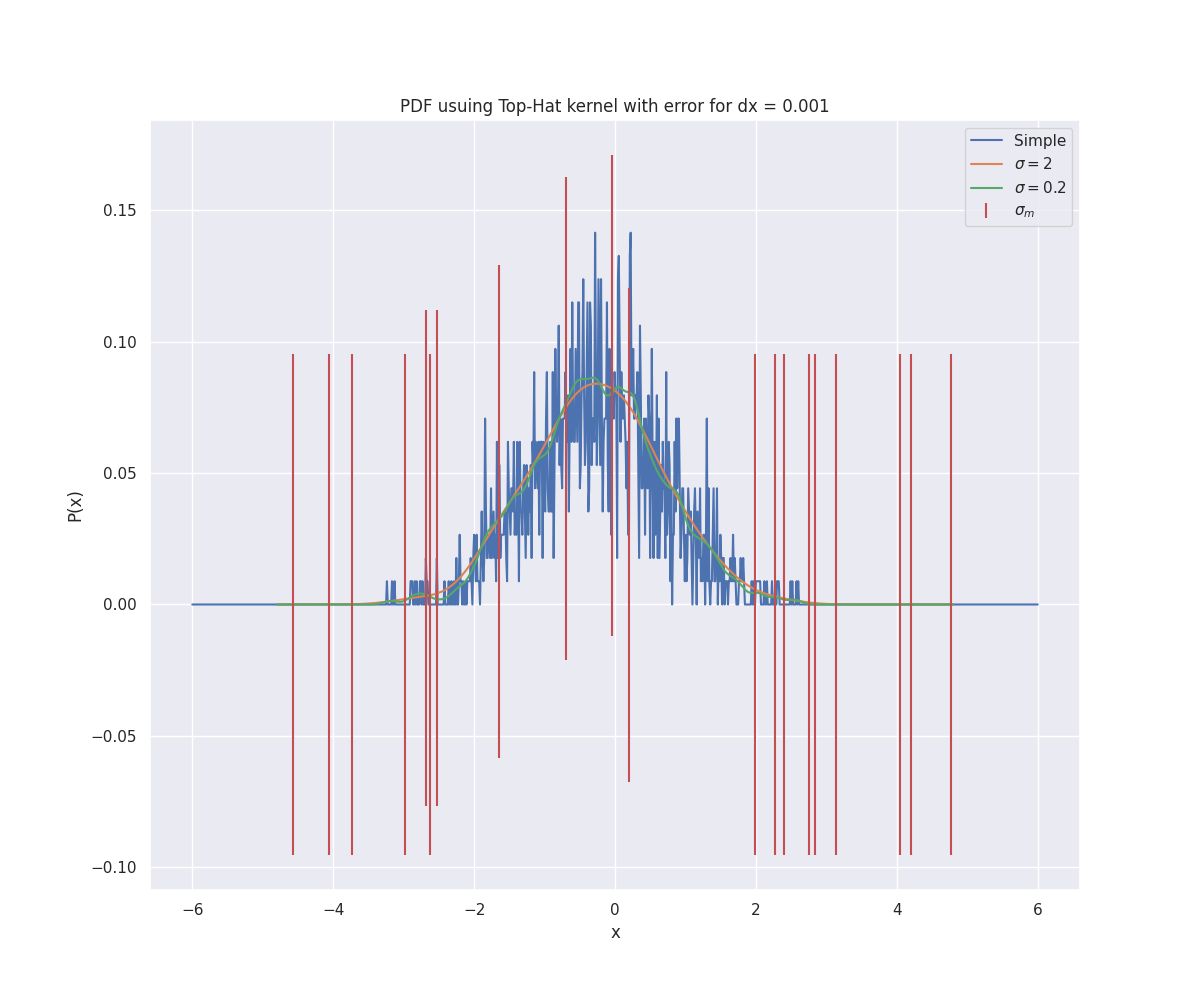 PDF usuing Top-Hat kernel with error for dx = 0.001
Simple
σ = 2
σ = 0.2
σm
0.15
0.10
0.05
0.00
−0.05
−0.10
P(x)
−6
−4
−2
0
2
4
6
x